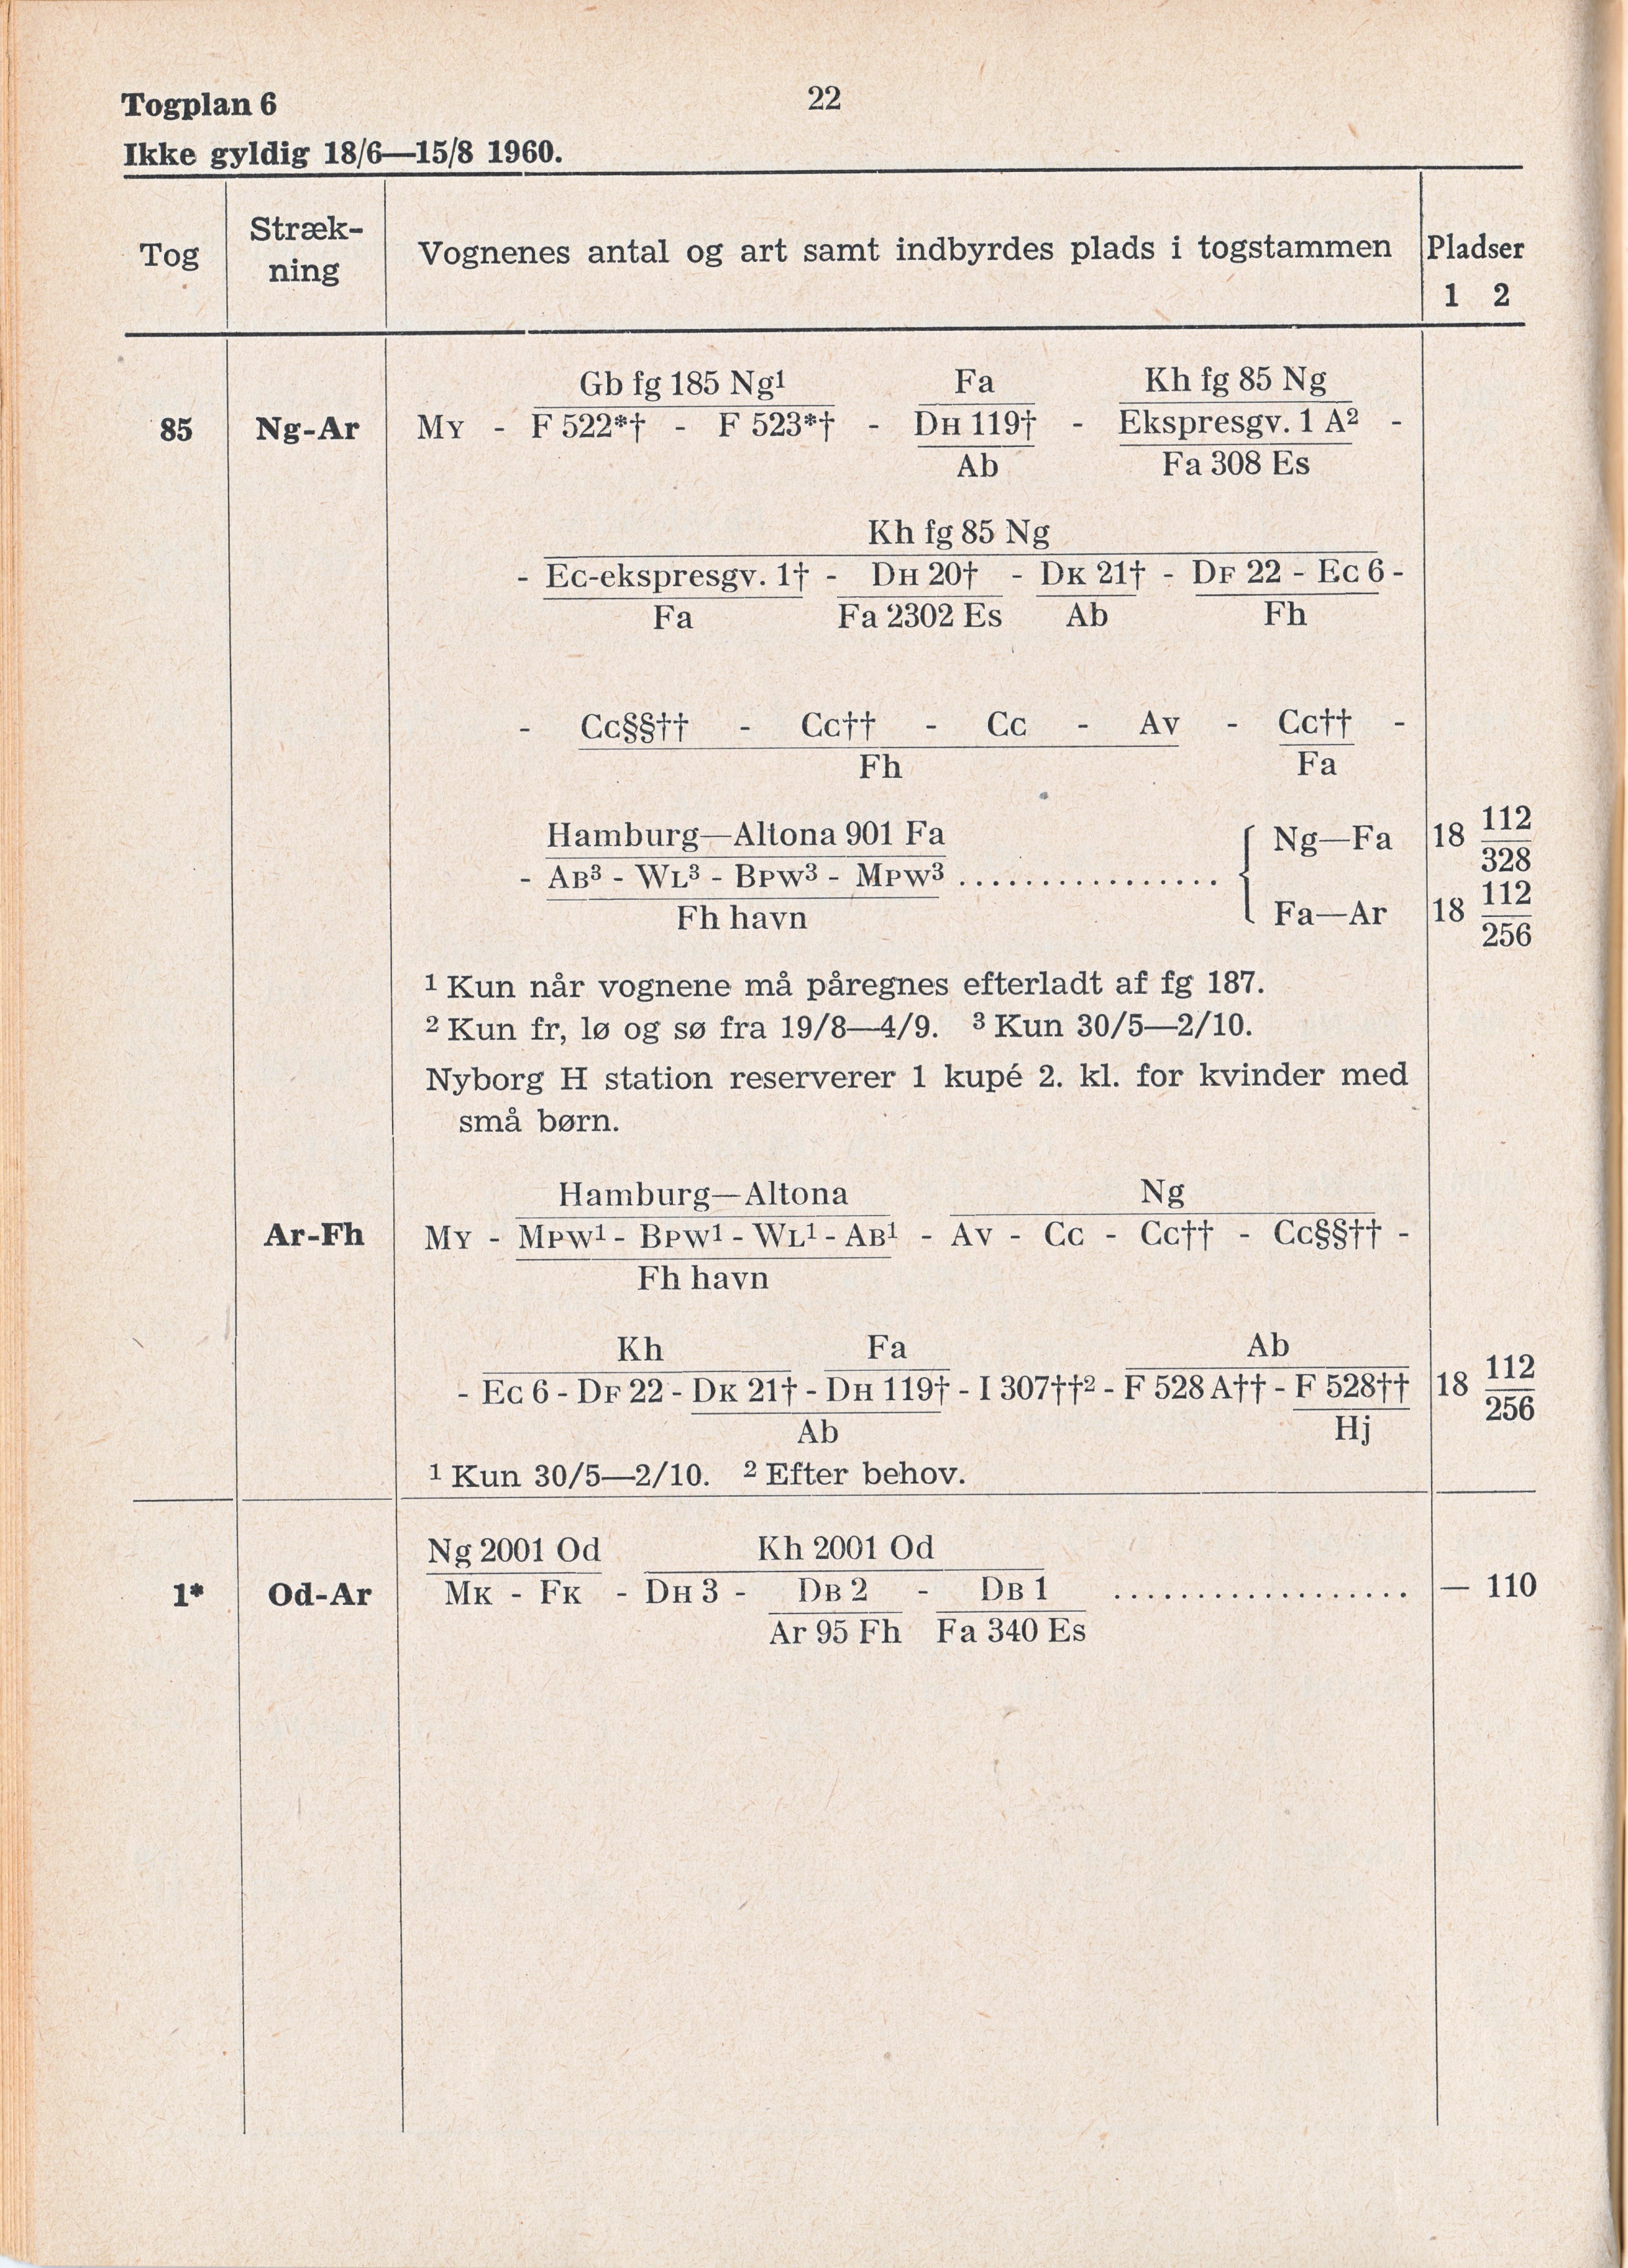 Togplan 6
22
Ikke gyldig 18/6—15/8 1960.
Tog
Stræk-
ning
Vognenes antal og art samt indbyrdes plads i togstammen
Pladser
1 2
Gb fg 185 Ng¹ Fa Kh fg 85 Ng
85 Ng-Ar My - F 522*† - F 523*† - DH 119† - Ekspresgv. 1 A² -
Ab Fa 308 Es
Kh fg 85 Ng
- Ec-ekspresgv. 1† - DH 20† - DK 21† - DF 22 - Ec 6 -
Fa Fa 2302 Es Ab Fh
- Cc§§†† - Cc†† - Cc - Av - Cc†† -
Fh Fa
Hamburg—Altona 901 Fa { Ng—Fa 18 112
328
- AB³ - WL³ - BPW³ - MPW³ ................
Fh havn Fa—Ar 18 112
256
¹ Kun når vognene må påregnes efterladt af fg 187.
² Kun fr, lø og sø fra 19/8—4/9. ³ Kun 30/5—2/10.
Nyborg H station reserverer 1 kupé 2. kl. for kvinder med
små børn.
Hamburg—Altona Ng
Ar-Fh My - MPW¹ - BPW¹ - WL¹ - AB¹ - Av - Cc - Cc†† - Cc§§†† -
Fh havn
Kh Fa Ab
- Ec 6 - DF 22 - DK 21† - DH 119† - I 307††² - F 528 A†† - F 528†† 18 112
256
Ab Hj
¹ Kun 30/5—2/10. ² Efter behov.
Ng 2001 Od Kh 2001 Od
1* Od-Ar MK - FK - DH 3 - DB 2 - DB 1 .................. — 110
Ar 95 Fh Fa 340 Es